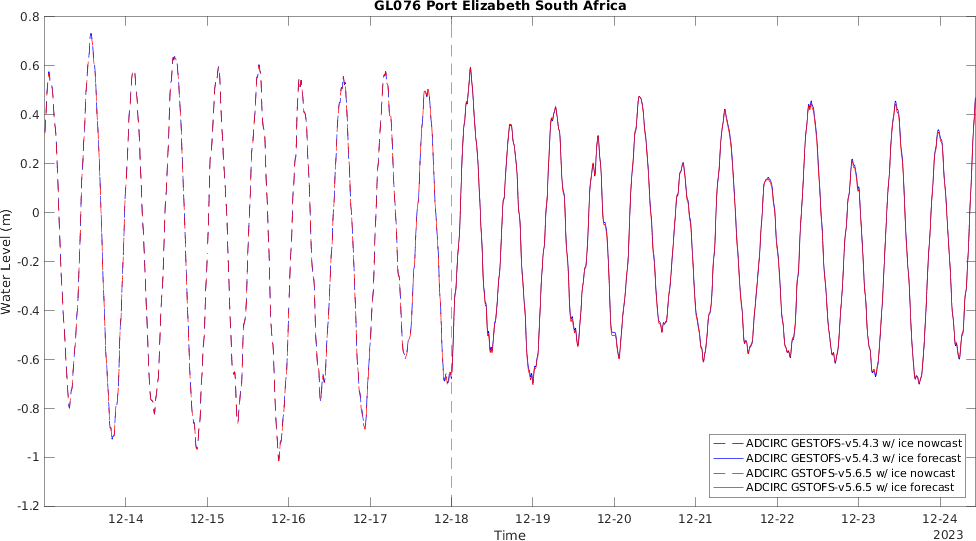 GL076 Port Elizabeth South Africa
0.8
0.6
0.4
0.2
0
-0.2
-0.4
-0.6
-0.8
-1
-1.2
Water Level (m)
12-14 12-15 12-16 12-17 12-18 12-19 12-20 12-21 12-22 12-23 12-24
Time
2023
ADCIRC GESTOFS-v5.4.3 w/ ice nowcast
ADCIRC GESTOFS-v5.4.3 w/ ice forecast
ADCIRC GSTOFS-v5.6.5 w/ ice nowcast
ADCIRC GSTOFS-v5.6.5 w/ ice forecast